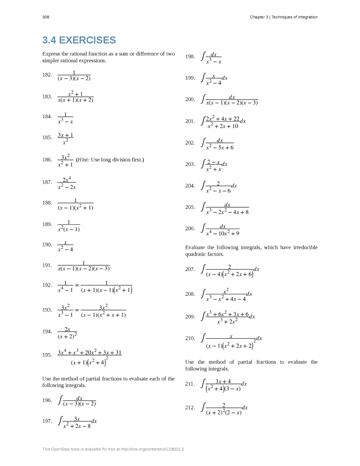 308
Chapter 3 | Techniques of Integration
3.4 EXERCISES
Express the rational function as a sum or difference of two
simpler rational expressions.
182. 1/((x − 3)(x − 2))
183. (x² + 1)/(x(x + 1)(x + 2))
184. 1/(x³ − x)
185. (3x + 1)/x²
186. 3x²/(x² + 1) (Hint: Use long division first.)
187. 2x⁴/(x² − 2x)
188. 1/((x − 1)(x² + 1))
189. 1/(x²(x − 1))
190. x/(x² − 4)
191. 1/(x(x − 1)(x − 2)(x − 3))
192. 1/(x⁴ − 1) = 1/((x + 1)(x − 1)(x² + 1))
193. 3x²/(x³ − 1) = 3x²/((x − 1)(x² + x + 1))
194. 2x/(x + 2)²
195. (3x⁴ + x³ + 20x² + 3x + 31)/((x + 1)(x² + 4)²)
Use the method of partial fractions to evaluate each of the
following integrals.
196. ∫ dx/((x − 3)(x − 2))
197. ∫ 3x/(x² + 2x − 8) dx
198. ∫ dx/(x³ − x)
199. ∫ x/(x² − 4) dx
200. ∫ dx/(x(x − 1)(x − 2)(x − 3))
201. ∫ (2x² + 4x + 22)/(x² + 2x + 10) dx
202. ∫ dx/(x² − 5x + 6)
203. ∫ (2 − x)/(x² + x) dx
204. ∫ 2/(x² − x − 6) dx
205. ∫ dx/(x³ − 2x² − 4x + 8)
206. ∫ dx/(x⁴ − 10x² + 9)
Evaluate the following integrals, which have irreducible
quadratic factors.
207. ∫ 2/((x − 4)(x² + 2x + 6)) dx
208. ∫ x²/(x³ − x² + 4x − 4) dx
209. ∫ (x³ + 6x² + 3x + 6)/(x³ + 2x²) dx
210. ∫ x/((x − 1)(x² + 2x + 2)²) dx
Use the method of partial fractions to evaluate the
following integrals.
211. ∫ (3x + 4)/((x² + 4)(3 − x)) dx
212. ∫ 2/((x + 2)²(2 − x)) dx
This OpenStax book is available for free at